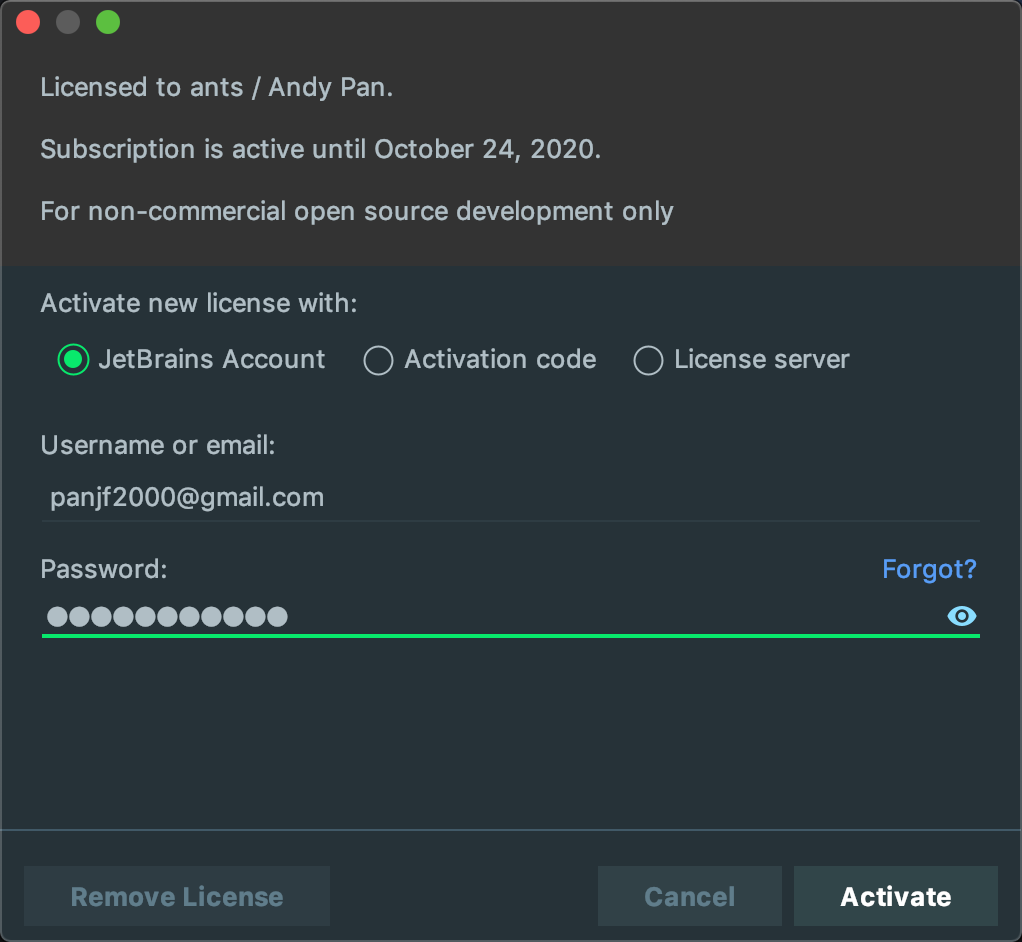 Licensed to ants / Andy Pan.
Subscription is active until October 24, 2020.
For non-commercial open source development only
Activate new license with:
JetBrains Account Activation code License server
Username or email:
panjf2000@gmail.com
Password: Forgot?
●●●●●●●●●●●
Remove License Cancel Activate